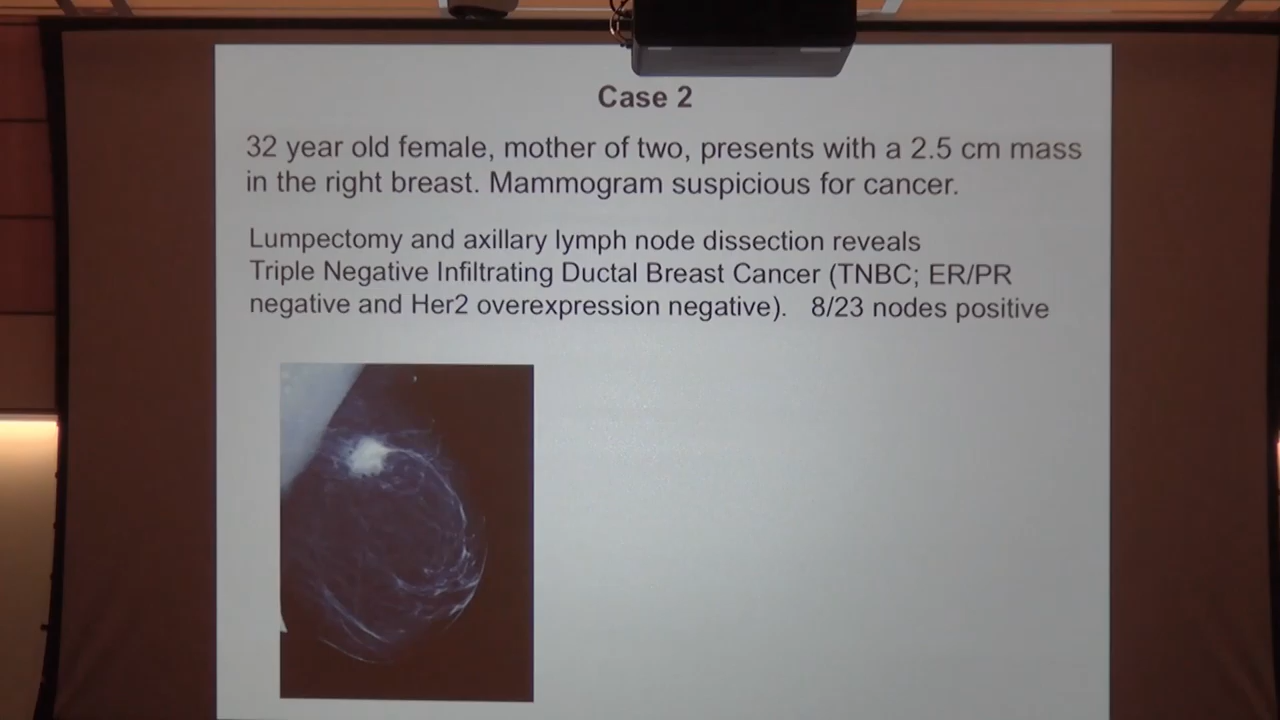 Case 2
32 year old female, mother of two, presents with a 2.5 cm mass
in the right breast. Mammogram suspicious for cancer.
Lumpectomy and axillary lymph node dissection reveals
Triple Negative Infiltrating Ductal Breast Cancer (TNBC; ER/PR
negative and Her2 overexpression negative). 8/23 nodes positive